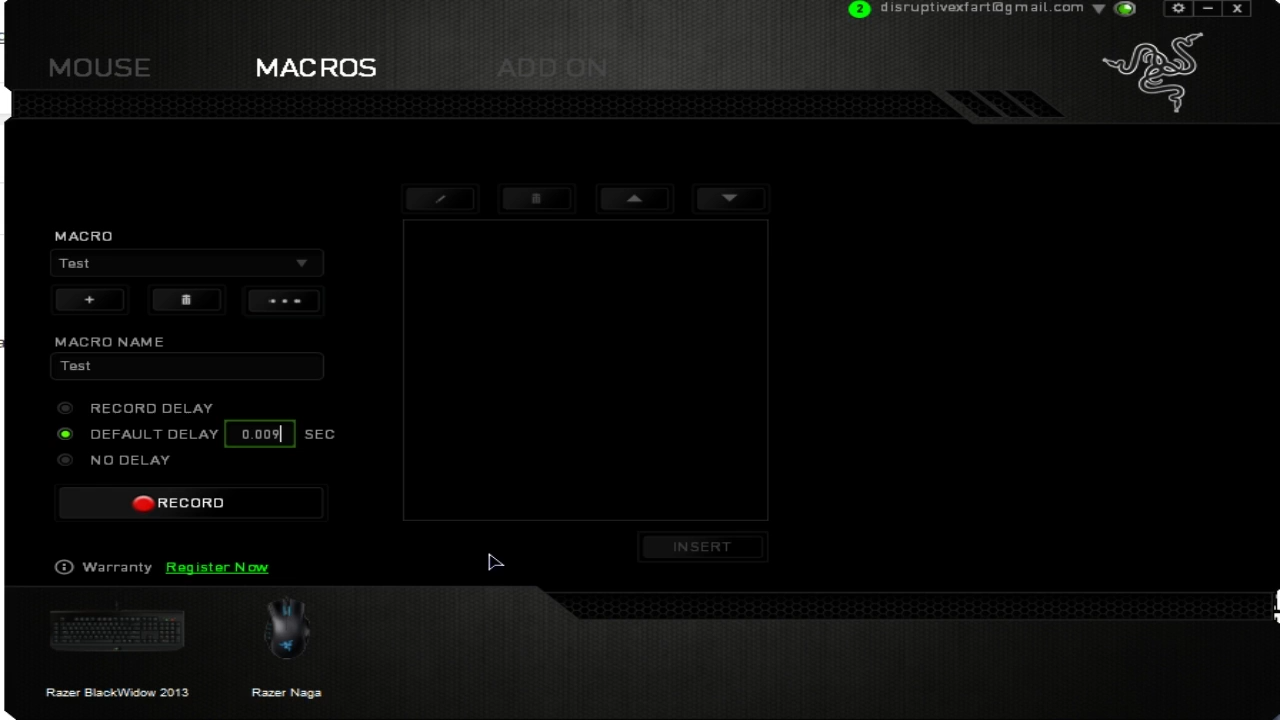 2 disruptivexfart@gmail.com
MOUSE MACROS ADD ON
MACRO
Test
MACRO NAME
Test
RECORD DELAY
DEFAULT DELAY 0.009 SEC
NO DELAY
RECORD
INSERT
Warranty Register Now
Razer BlackWidow 2013 Razer Naga